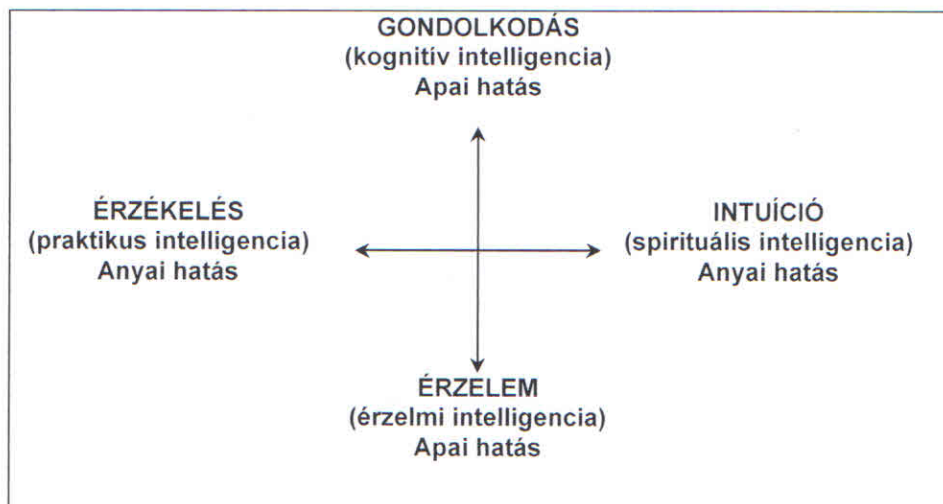 GONDOLKODÁS
(kognitív intelligencia)
Apai hatás
ÉRZÉKELÉS
(praktikus intelligencia)
Anyai hatás
INTUÍCIÓ
(spirituális intelligencia)
Anyai hatás
ÉRZELEM
(érzelmi intelligencia)
Apai hatás